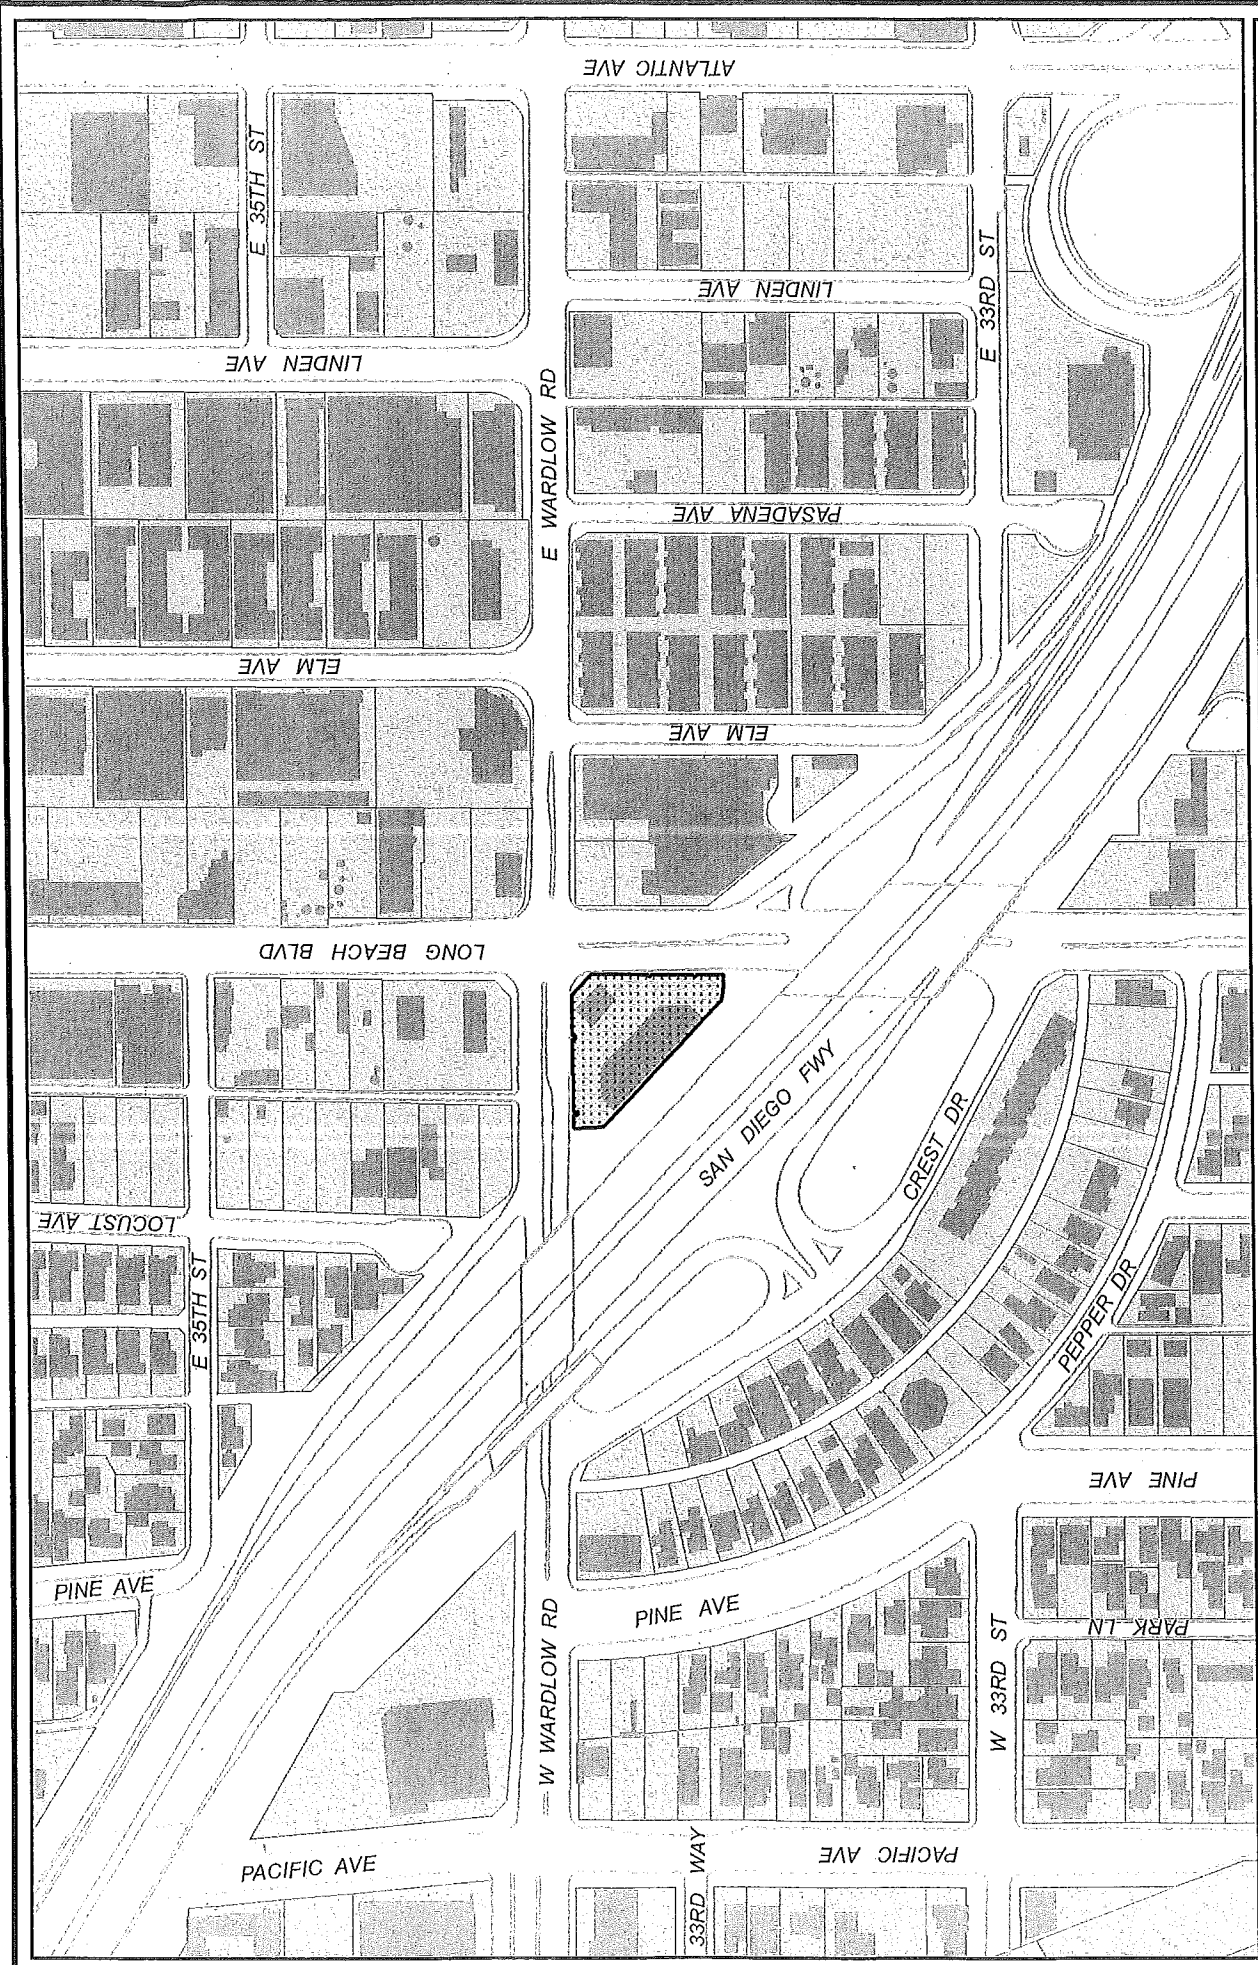 ATLANTIC AVE
E 35TH ST
E 33RD ST
LINDEN AVE
LINDEN AVE
E WARDLOW RD
PASADENA AVE
ELM AVE
ELM AVE
LONG BEACH BLVD
SAN DIEGO FWY
CREST DR
LOCUST AVE
E 35TH ST
PEPPER DR
PINE AVE
PINE AVE
PINE AVE
W WARDLOW RD
W 33RD ST
PARK LN
33RD WAY
PACIFIC AVE
PACIFIC AVE